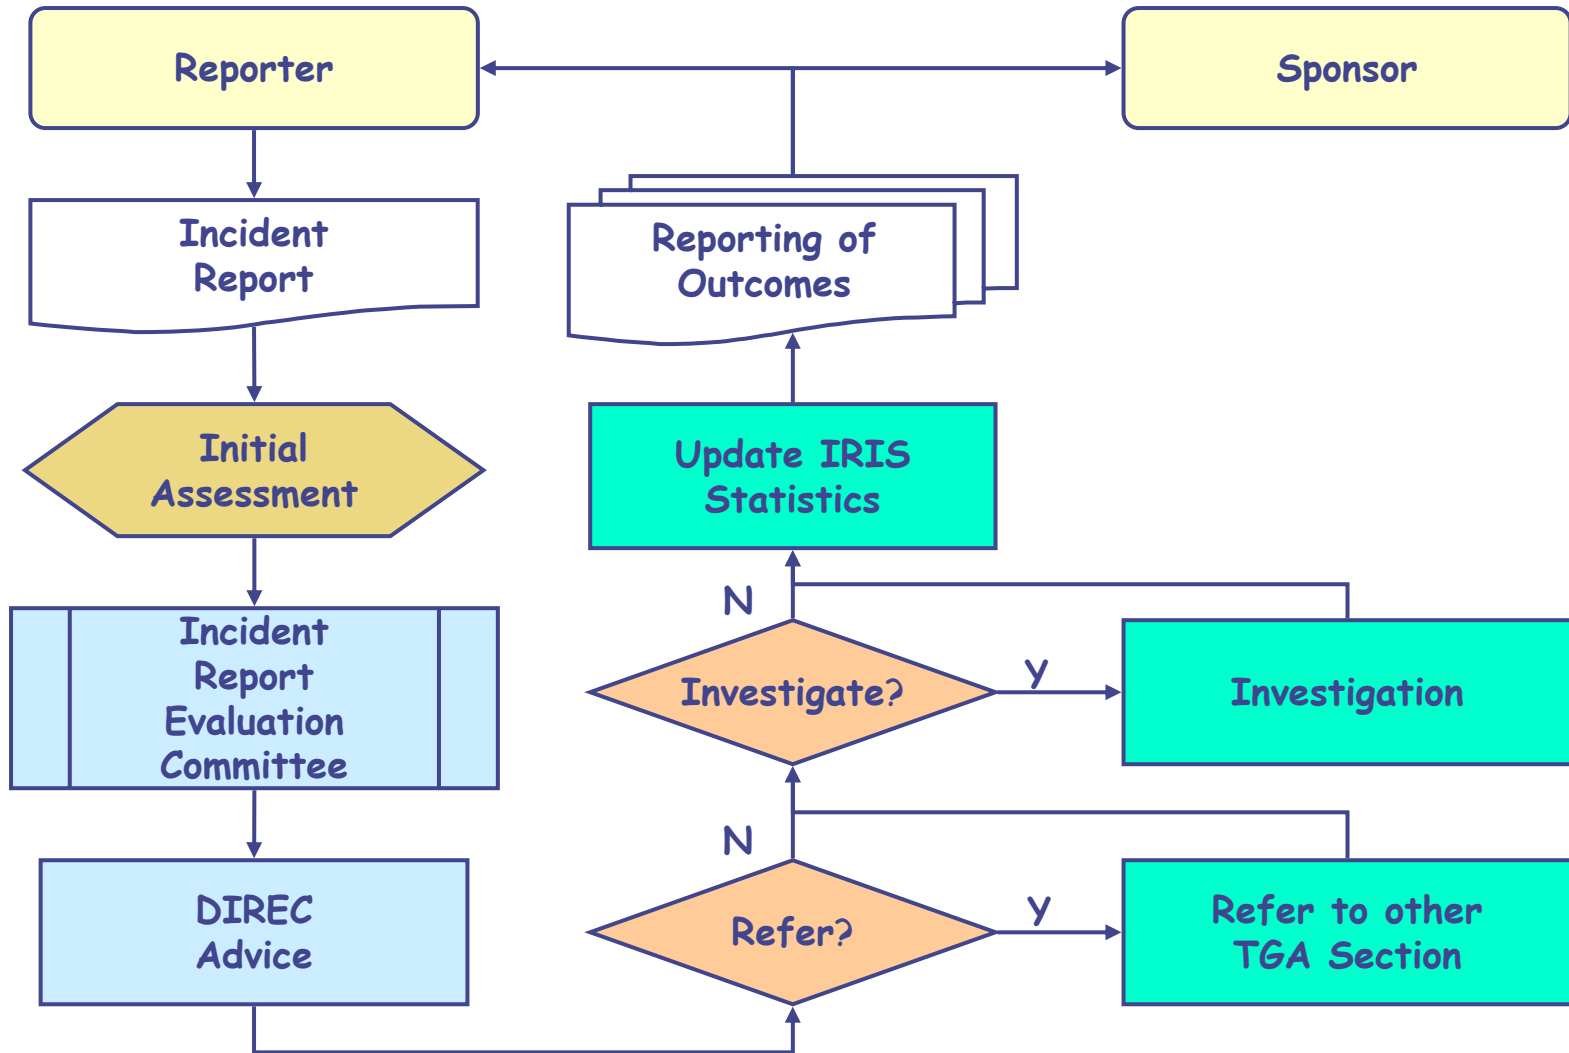 Reporter
Sponsor
Incident
Report
Reporting of
Outcomes
Initial
Assessment
Update IRIS
Statistics
Incident
Report
Evaluation
Committee
N
Investigate?
y
Investigation
DIREC
Advice
N
Refer?
y
Refer to other
TGA Section